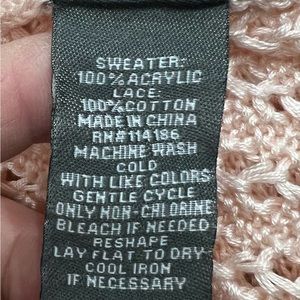 SWEATER:
100% ACRYLIC
LACE:
100% COTTON
MADE IN CHINA
RN#114186
MACHINE WASH
COLD
WITH LIKE COLORS
GENTLE CYCLE
ONLY NON-CHLORINE
BLEACH IF NEEDED
RESHAPE
LAY FLAT TO DRY
COOL IRON
IF NECESSARY